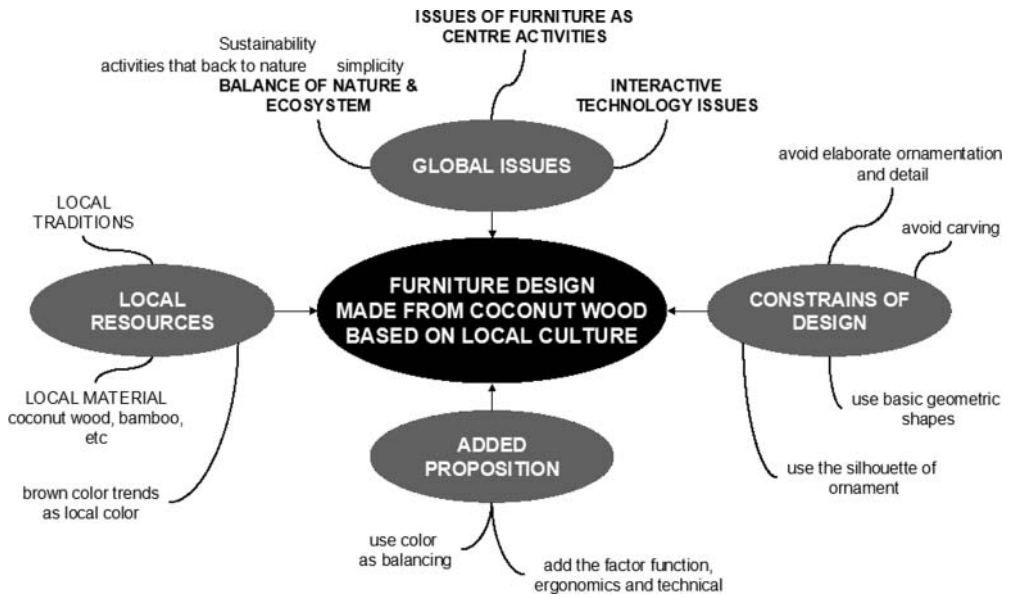 ISSUES OF FURNITURE AS
CENTRE ACTIVITIES
Sustainability
activities that back to nature simplicity
BALANCE OF NATURE &
ECOSYSTEM
INTERACTIVE
TECHNOLOGY ISSUES
GLOBAL ISSUES
avoid elaborate ornamentation
and detail
avoid carving
LOCAL
TRADITIONS
LOCAL
RESOURCES
FURNITURE DESIGN
MADE FROM COCONUT WOOD
BASED ON LOCAL CULTURE
CONSTRAINS OF
DESIGN
LOCAL MATERIAL
coconut wood, bamboo,
etc
use basic geometric
shapes
ADDED
PROPOSITION
use the silhouette of
ornament
brown color trends
as local color
use color
as balancing
add the factor function,
ergonomics and technical